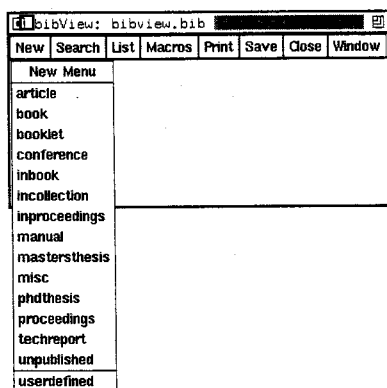 bibView: bibview.bib
New Search List Macros Print Save Close Window
New Menu
article
book
booklet
conference
inbook
incollection
inproceedings
manual
mastersthesis
misc
phdthesis
proceedings
techreport
unpublished
userdefined